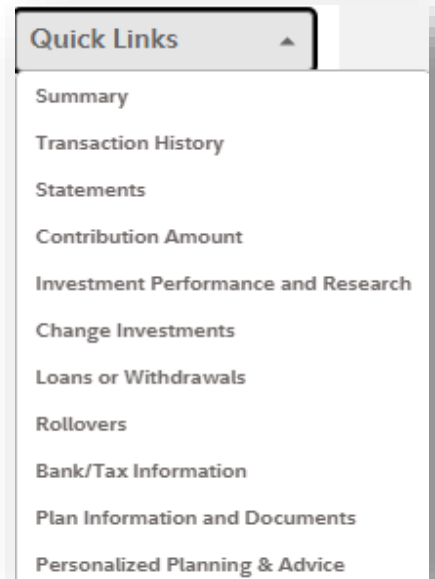 Quick Links
Summary
Transaction History
Statements
Contribution Amount
Investment Performance and Research
Change Investments
Loans or Withdrawals
Rollovers
Bank/Tax Information
Plan Information and Documents
Personalized Planning & Advice